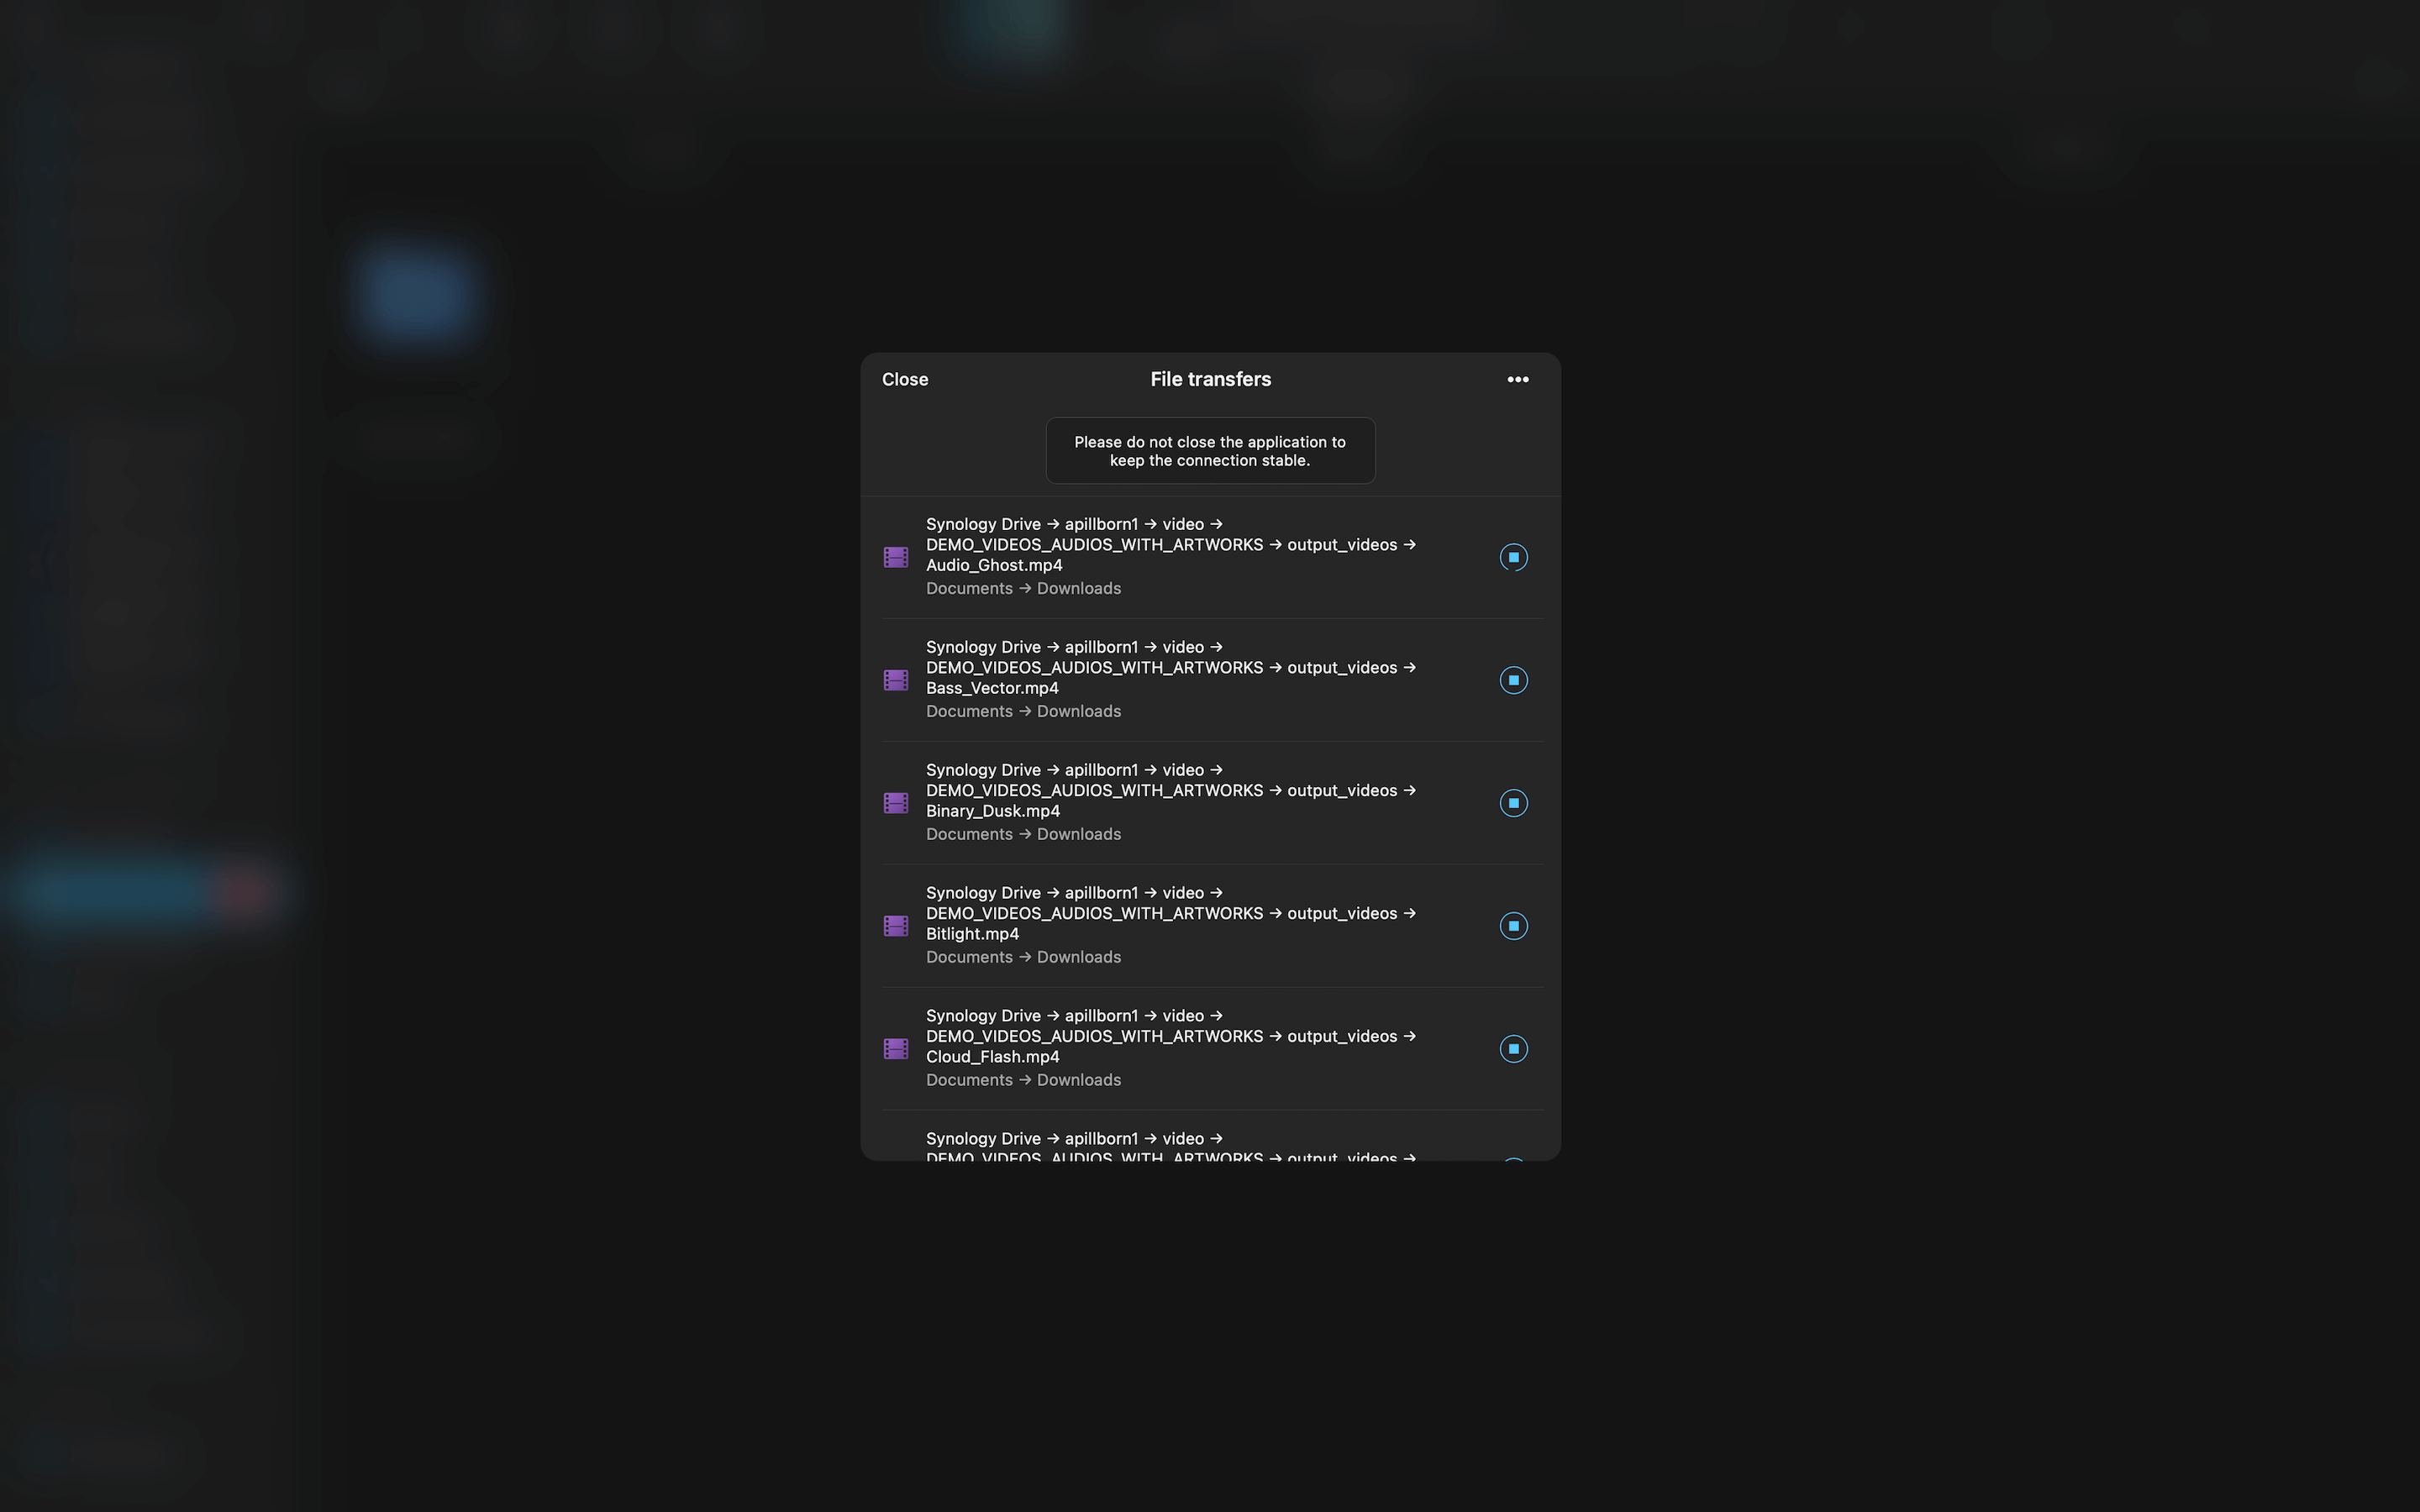 Close
File transfers
Please do not close the application to
keep the connection stable.
Synology Drive → apillborn1 → video →
DEMO_VIDEOS_AUDIOS_WITH_ARTWORKS → output_videos →
Audio_Ghost.mp4
Documents → Downloads
Synology Drive → apillborn1 → video →
DEMO_VIDEOS_AUDIOS_WITH_ARTWORKS → output_videos →
Bass_Vector.mp4
Documents → Downloads
Synology Drive → apillborn1 → video →
DEMO_VIDEOS_AUDIOS_WITH_ARTWORKS → output_videos →
Binary_Dusk.mp4
Documents → Downloads
Synology Drive → apillborn1 → video →
DEMO_VIDEOS_AUDIOS_WITH_ARTWORKS → output_videos →
Bitlight.mp4
Documents → Downloads
Synology Drive → apillborn1 → video →
DEMO_VIDEOS_AUDIOS_WITH_ARTWORKS → output_videos →
Cloud_Flash.mp4
Documents → Downloads
Synology Drive → apillborn1 → video →
DEMO_VIDEOS_AUDIOS_WITH_ARTWORKS → output_videos →